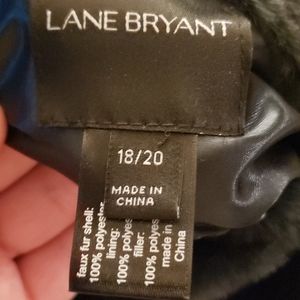 LANE BRYANT
18/20
MADE IN
CHINA
faux fur shell:
100% polyester
lining:
100% polyes
filler:
100% polyes
made in
China